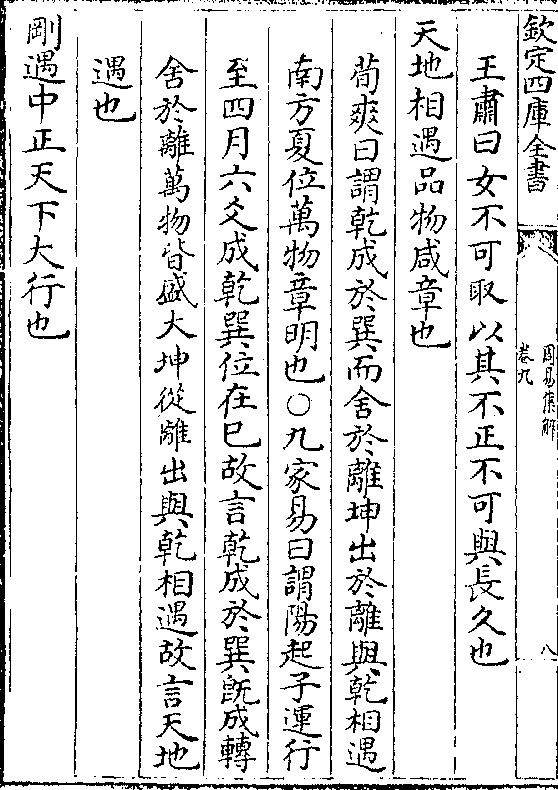 欽定四庫全書
周易集解
卷九
八
王肅曰女不可取以其不正不可與長久也
天地相遇品物咸章也
荀爽曰謂乾成於巽而舍於離坤出於離與乾相遇
南方夏位萬物章明也○九家易曰謂陽起子運行
至四月六爻成乾巽位在巳故言乾成於巽既成轉
舍於離萬物皆盛大坤從離出與乾相遇故言天地
遇也
剛遇中正天下大行也